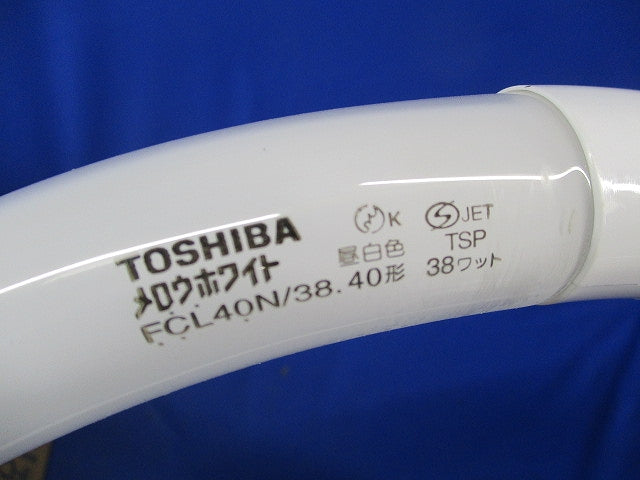 TOSHIBA
メロウホワイト
FCL40N/38.40形
K JET
昼白色 TSP
38ワット